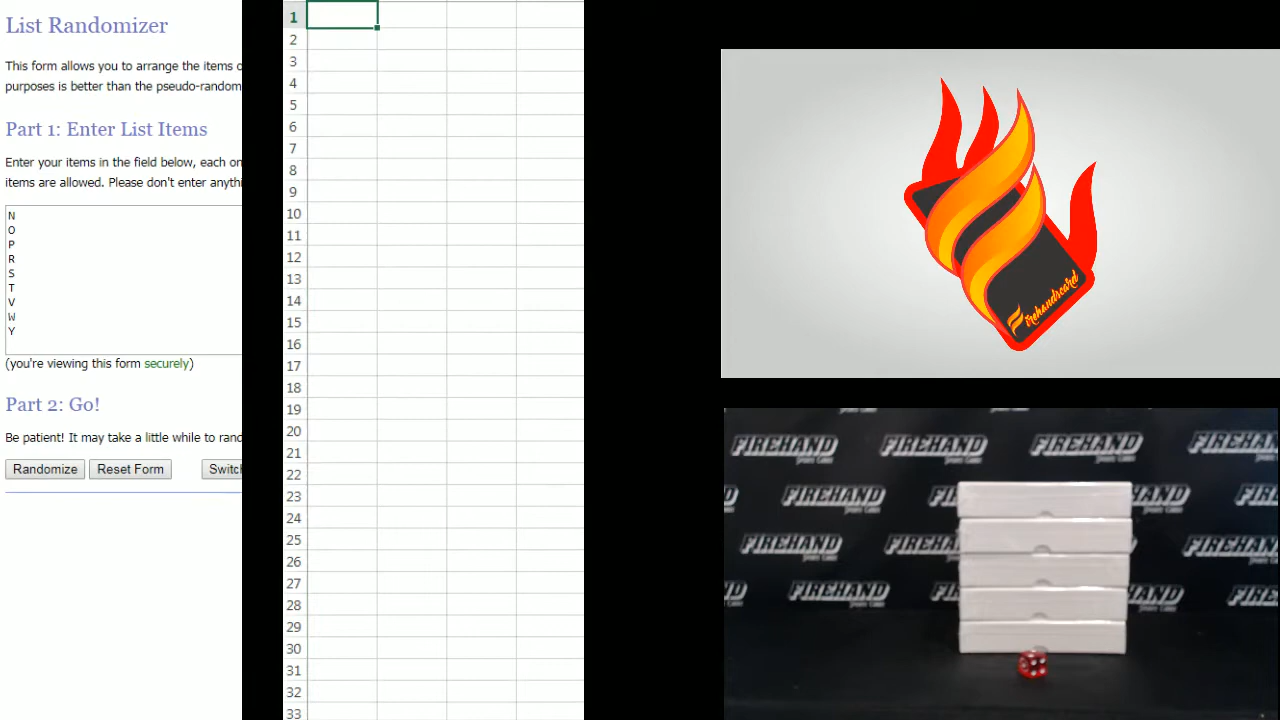 List Randomizer
This form allows you to arrange the items o
purposes is better than the pseudo-random
Part 1: Enter List Items
Enter your items in the field below, each on
items are allowed. Please don't enter anythi
N
O
P
R
S
T
V
W
Y
(you're viewing this form securely)
Part 2: Go!
Be patient! It may take a little while to rand
Randomize Reset Form Switc
1
2
3
4
5
6
7
8
9
10
11
12
13
14
15
16
17
18
19
20
21
22
23
24
25
26
27
28
29
30
31
32
33
Firehandscard
FIREHAND FIREHAND FIREHAND FIREHAND
FIREHAND
FIREHAND FIREHAND FIREHAND
FIREHAND FIREHAND